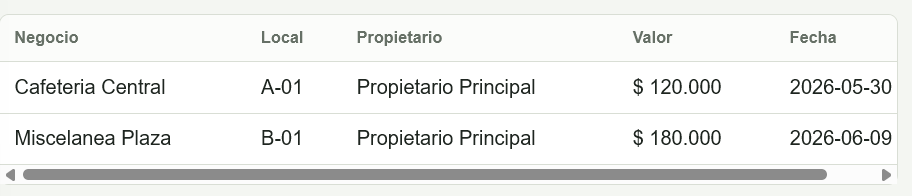 Negocio Local Propietario Valor Fecha
Cafeteria Central A-01 Propietario Principal $ 120.000 2026-05-30
Miscelanea Plaza B-01 Propietario Principal $ 180.000 2026-06-09